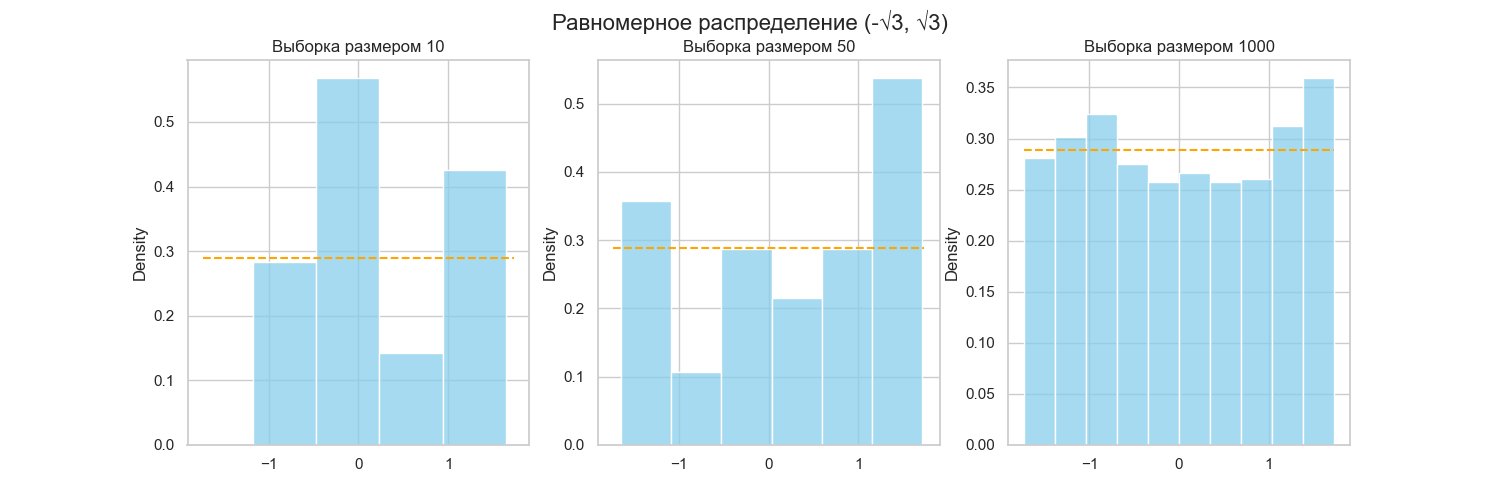 Равномерное распределение (-√3, √3)
Выборка размером 10
Density
0.5
0.4
0.3
0.2
0.1
0.0
−1 0 1
Выборка размером 50
Density
0.5
0.4
0.3
0.2
0.1
0.0
−1 0 1
Выборка размером 1000
Density
0.35
0.30
0.25
0.20
0.15
0.10
0.05
0.00
−1 0 1